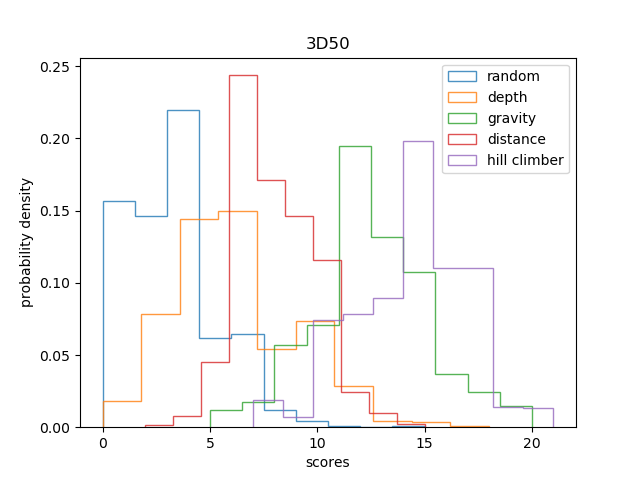 3D50
probability density
0.25
0.20
0.15
0.10
0.05
0.00
0 5 10 15 20
scores
random
depth
gravity
distance
hill climber